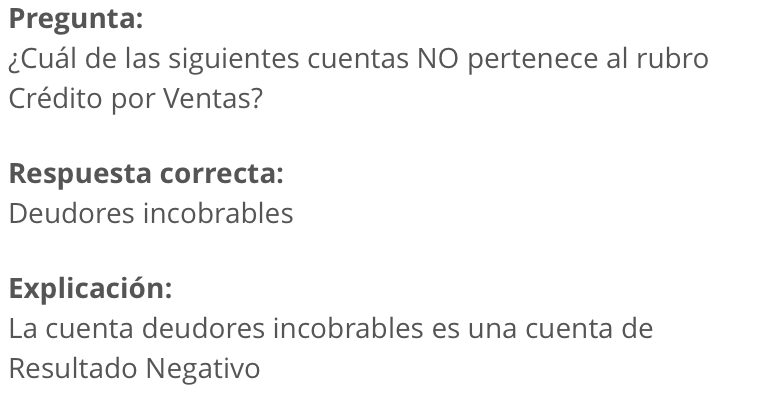 Pregunta:
¿Cuál de las siguientes cuentas NO pertenece al rubro
Crédito por Ventas?
Respuesta correcta:
Deudores incobrables
Explicación:
La cuenta deudores incobrables es una cuenta de
Resultado Negativo